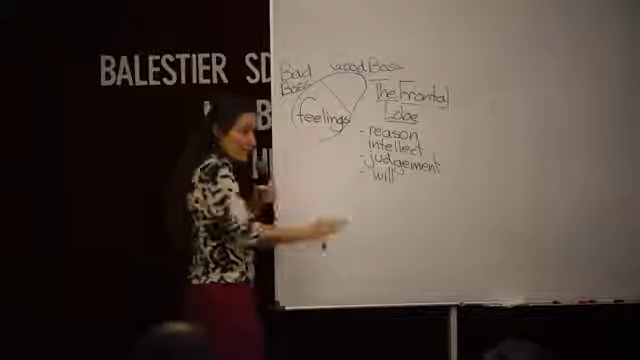 BALESTIER SD
B
Bad
Boss
Good Boss
feelings
The Frontal
Lobe
- reason
intellect
- judgement
- will